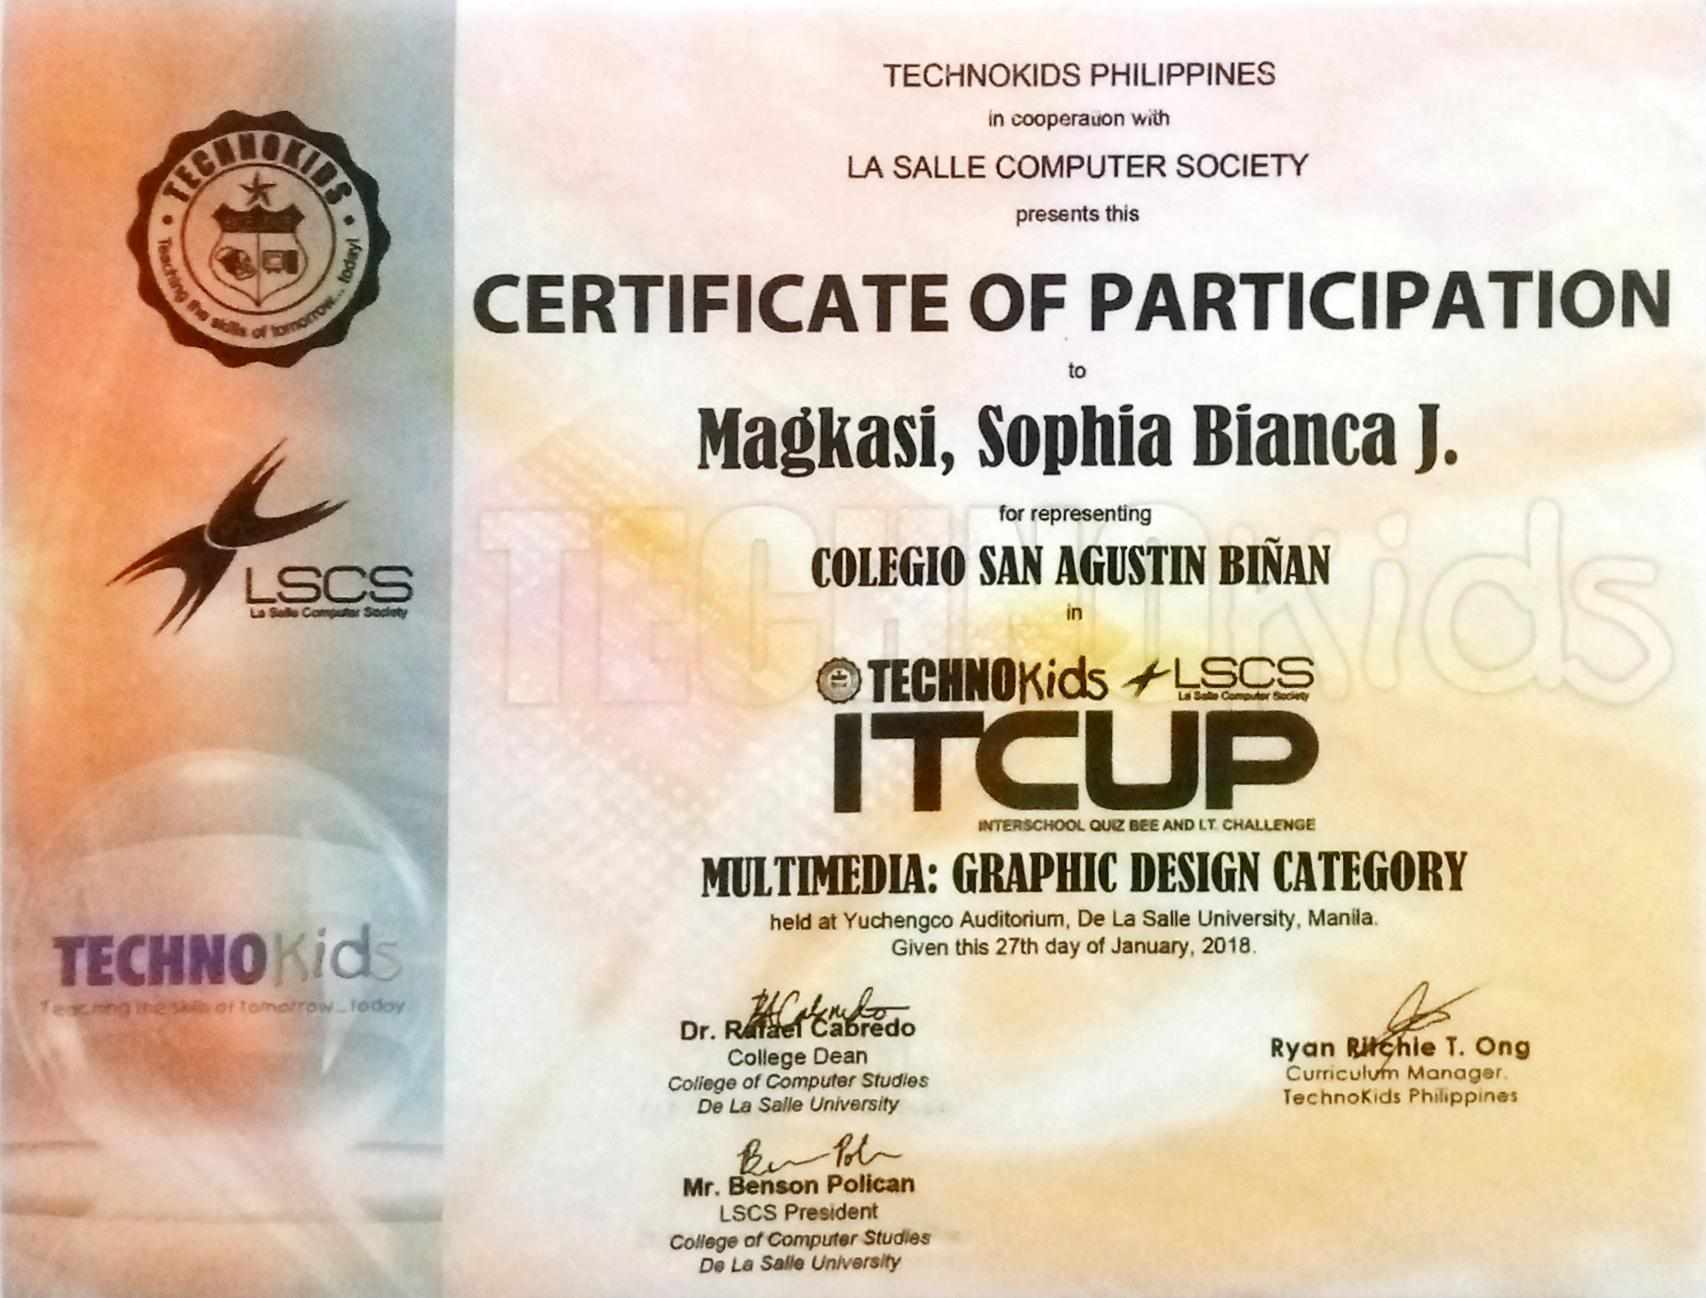 TECHNOKIDS PHILIPPINES
in cooperation with
LA SALLE COMPUTER SOCIETY
presents this
CERTIFICATE OF PARTICIPATION
to
Magkasi, Sophia Bianca J.
for representing
COLEGIO SAN AGUSTIN BIÑAN
in
TECHNOKids LSCS
La Salle Computer Society
ITCUP
INTERSCHOOL QUIZ BEE AND I.T. CHALLENGE
MULTIMEDIA: GRAPHIC DESIGN CATEGORY
held at Yuchengco Auditorium, De La Salle University, Manila.
Given this 27th day of January, 2018.
Dr. Rafael Cabredo
College Dean
College of Computer Studies
De La Salle University
Ryan Ritchie T. Ong
Curriculum Manager.
TechnoKids Philippines
Mr. Benson Polican
LSCS President
College of Computer Studies
De La Salle University
TECHNOKIDS
Teaching the skills of tomorrow... today!
LSCS
La Salle Computer Society
TECHNOKids
Teaching the skills of tomorrow...today
TECHNOKids